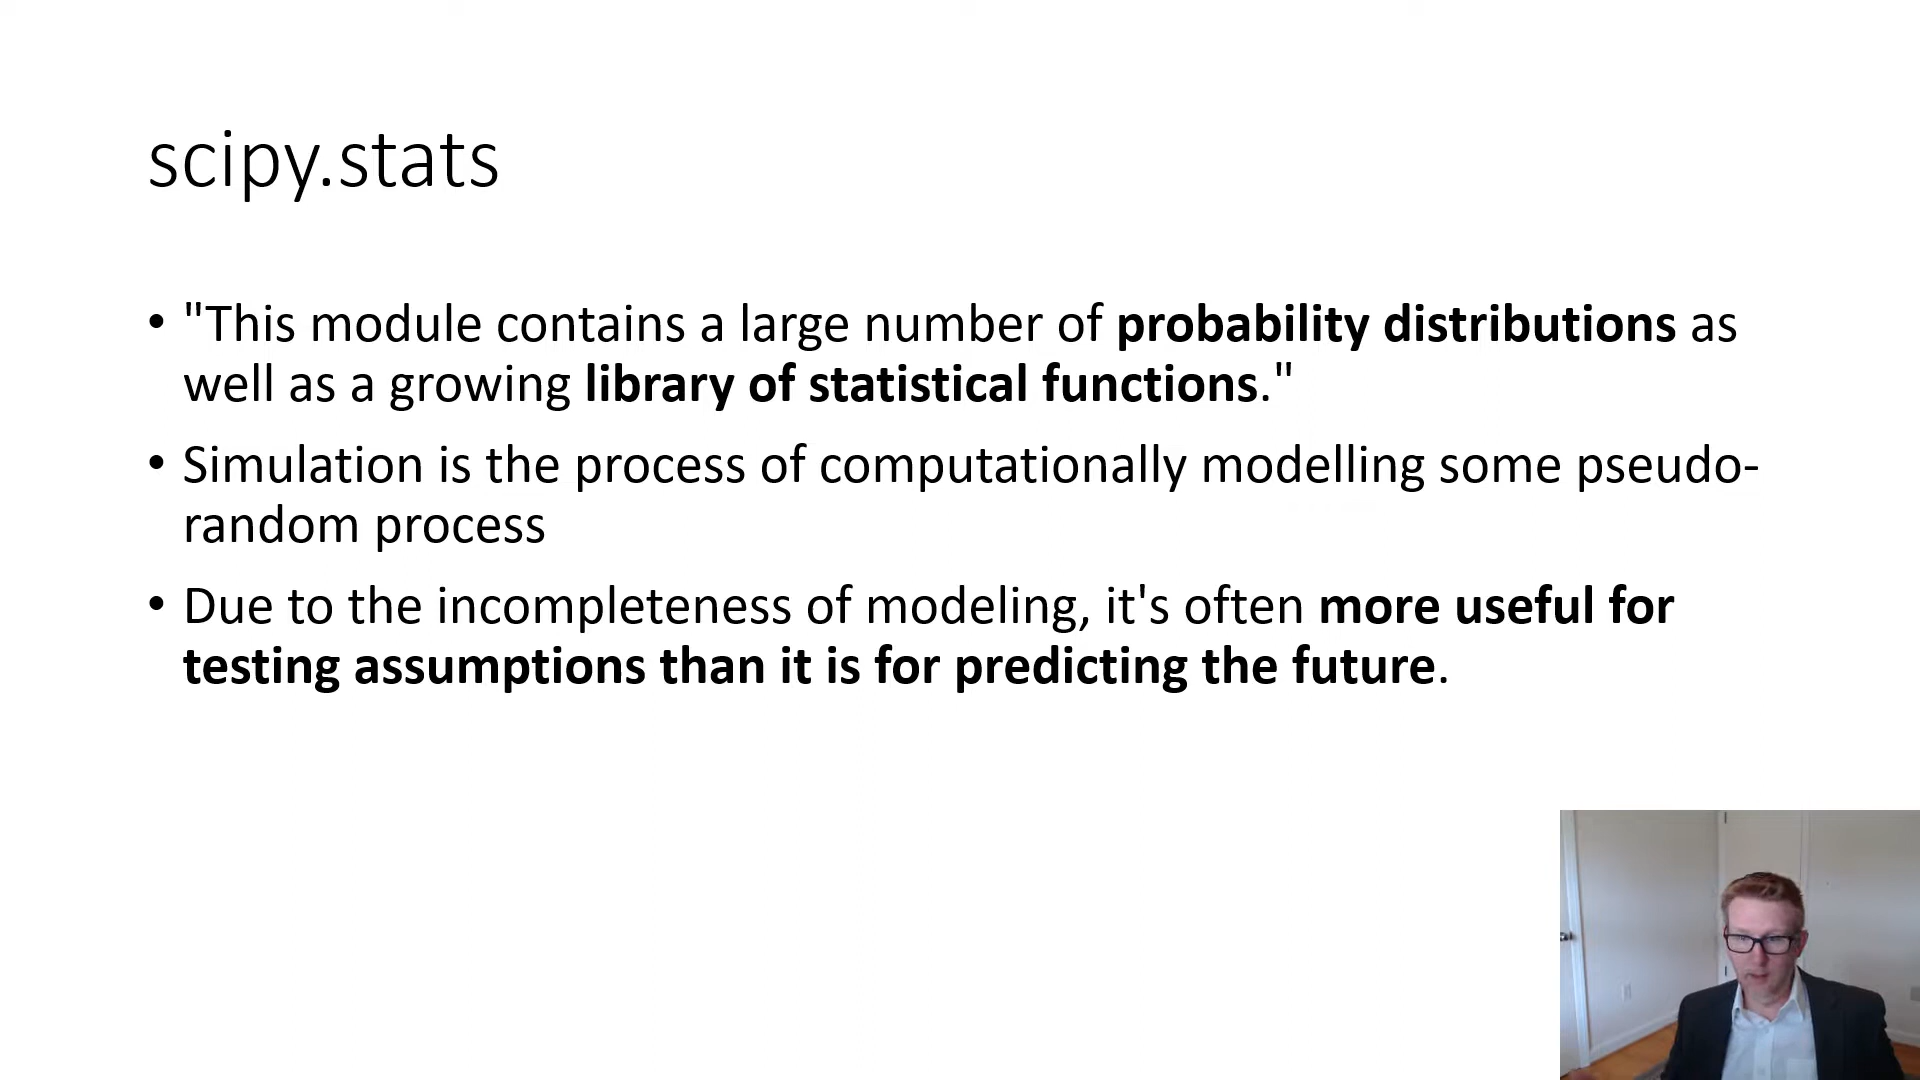 scipy.stats
• "This module contains a large number of probability distributions as
well as a growing library of statistical functions."
• Simulation is the process of computationally modelling some pseudo-
random process
• Due to the incompleteness of modeling, it's often more useful for
testing assumptions than it is for predicting the future.